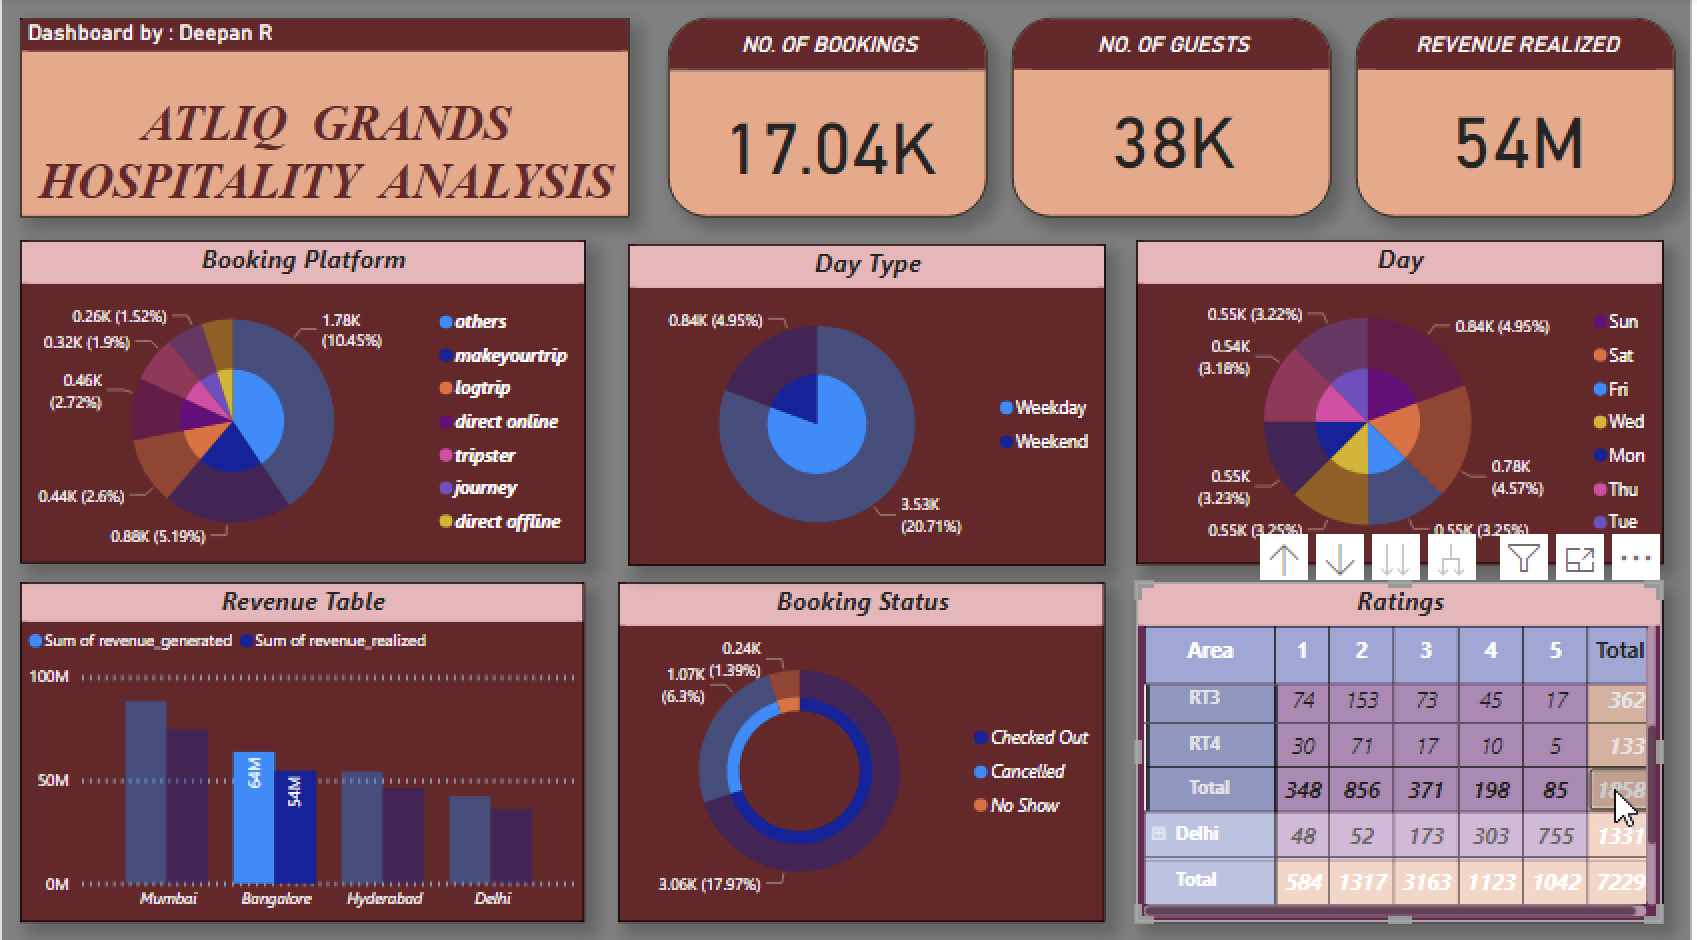 Dashboard by : Deepan R
ATLIQ GRANDS
HOSPITALITY ANALYSIS
NO. OF BOOKINGS
17.04K
NO. OF GUESTS
38K
REVENUE REALIZED
54M
Booking Platform
0.26K (1.52%)
0.32K (1.9%)
0.46K
(2.72%)
0.44K (2.6%)
0.88K (5.19%)
1.78K
(10.45%)
others
makeyourtrip
logtrip
direct online
tripster
journey
direct offline
Day Type
0.84K (4.95%)
3.53K
(20.71%)
Weekday
Weekend
Day
0.55K (3.22%)
0.54K
(3.18%)
0.55K
(3.23%)
0.55K (3.25%)
0.55K (3.25%)
0.84K (4.95%)
0.78K
(4.57%)
Sun
Sat
Fri
Wed
Mon
Thu
Tue
Revenue Table
Sum of revenue_generated Sum of revenue_realized
100M
50M
0M
64M
54M
Mumbai Bangalore Hyderabad Delhi
Booking Status
0.24K
(1.39%)
1.07K
(6.3%)
3.06K (17.97%)
Checked Out
Cancelled
No Show
Ratings
Area 1 2 3 4 5 Total
RT3 74 153 73 45 17 362
RT4 30 71 17 10 5 133
Total 348 856 371 198 85 1858
Delhi 48 52 173 303 755 1331
Total 584 1317 3163 1123 1042 7229